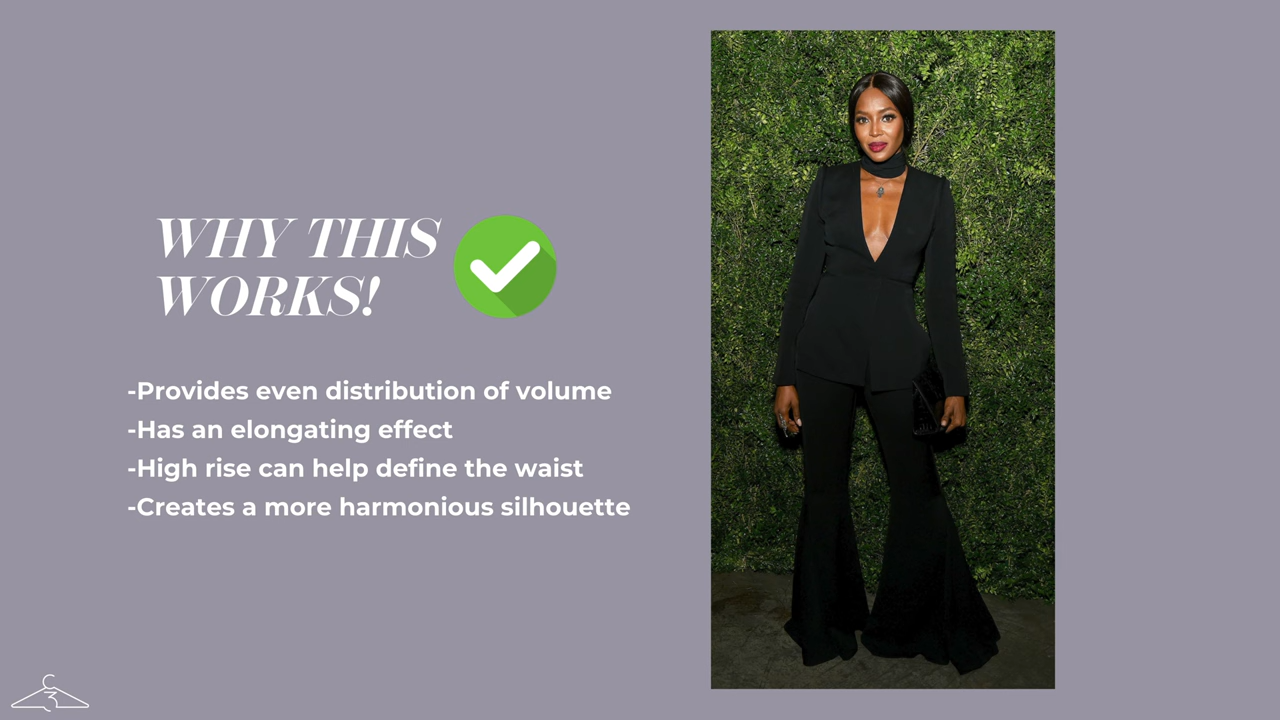 WHY THIS
WORKS!
-Provides even distribution of volume
-Has an elongating effect
-High rise can help define the waist
-Creates a more harmonious silhouette